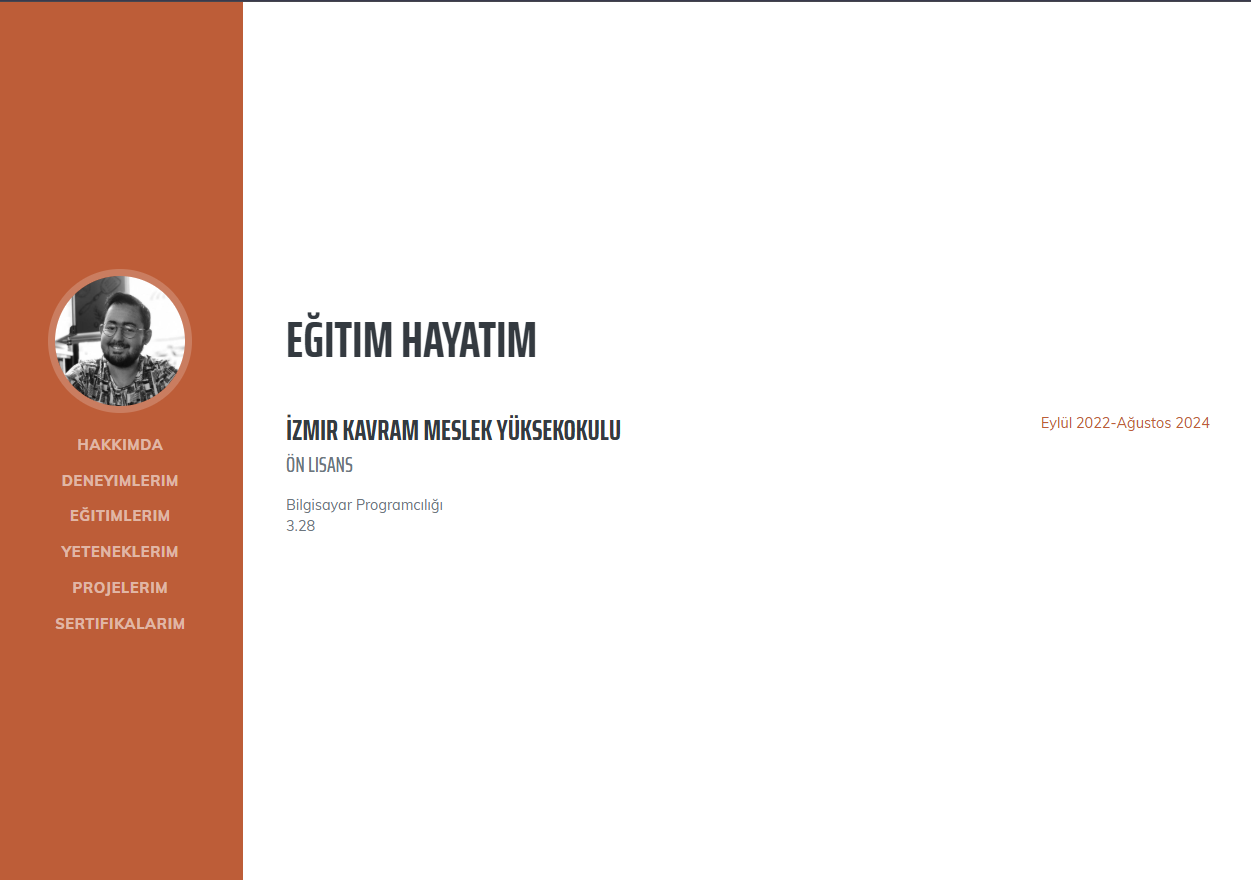 HAKKIMDA
DENEYIMLERIM
EĞITIMLERIM
YETENEKLERIM
PROJELERIM
SERTIFIKALARIM
EĞITIM HAYATIM
İZMIR KAVRAM MESLEK YÜKSEKOKULU
Eylül 2022-Ağustos 2024
ÖN LISANS
Bilgisayar Programcılığı
3.28